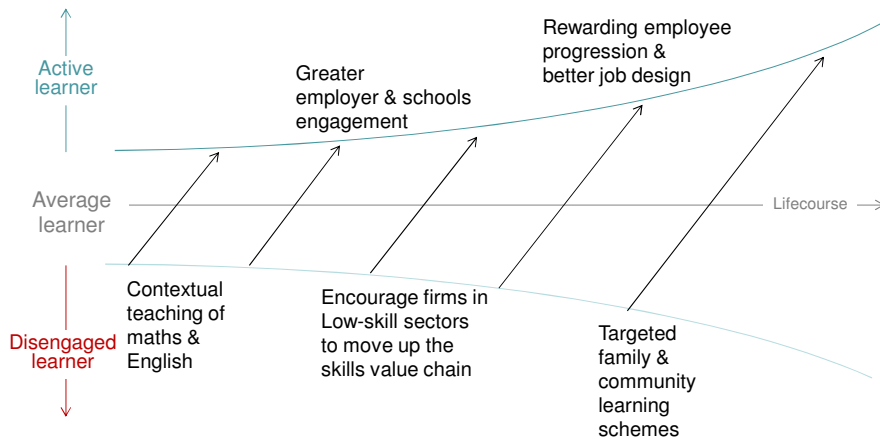 Rewarding employee
progression &
better job design
Active
learner
Greater
employer & schools
engagement
Average
learner
Lifecourse
Contextual
teaching of
maths &
English
Encourage firms in
Low-skill sectors
to move up the
skills value chain
Disengaged
learner
Targeted
family &
community
learning
schemes